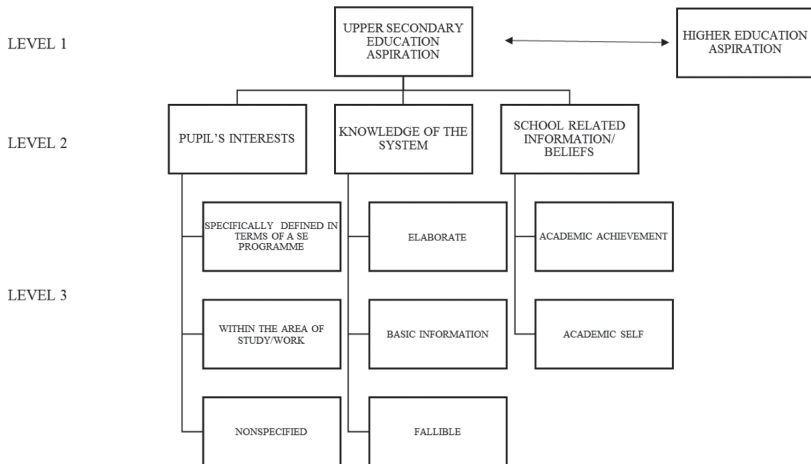 LEVEL 1
UPPER SECONDARY
EDUCATION
ASPIRATION
HIGHER EDUCATION
ASPIRATION
LEVEL 2
PUPIL'S INTERESTS
KNOWLEDGE OF THE
SYSTEM
SCHOOL RELATED
INFORMATION/
BELIEFS
LEVEL 3
SPECIFICALLY DEFINED IN
TERMS OF A SE
PROGRAMME
ELABORATE
ACADEMIC ACHIEVEMENT
WITHIN THE AREA OF
STUDY/WORK
BASIC INFORMATION
ACADEMIC SELF
NONSPECIFIED
FALLIBLE